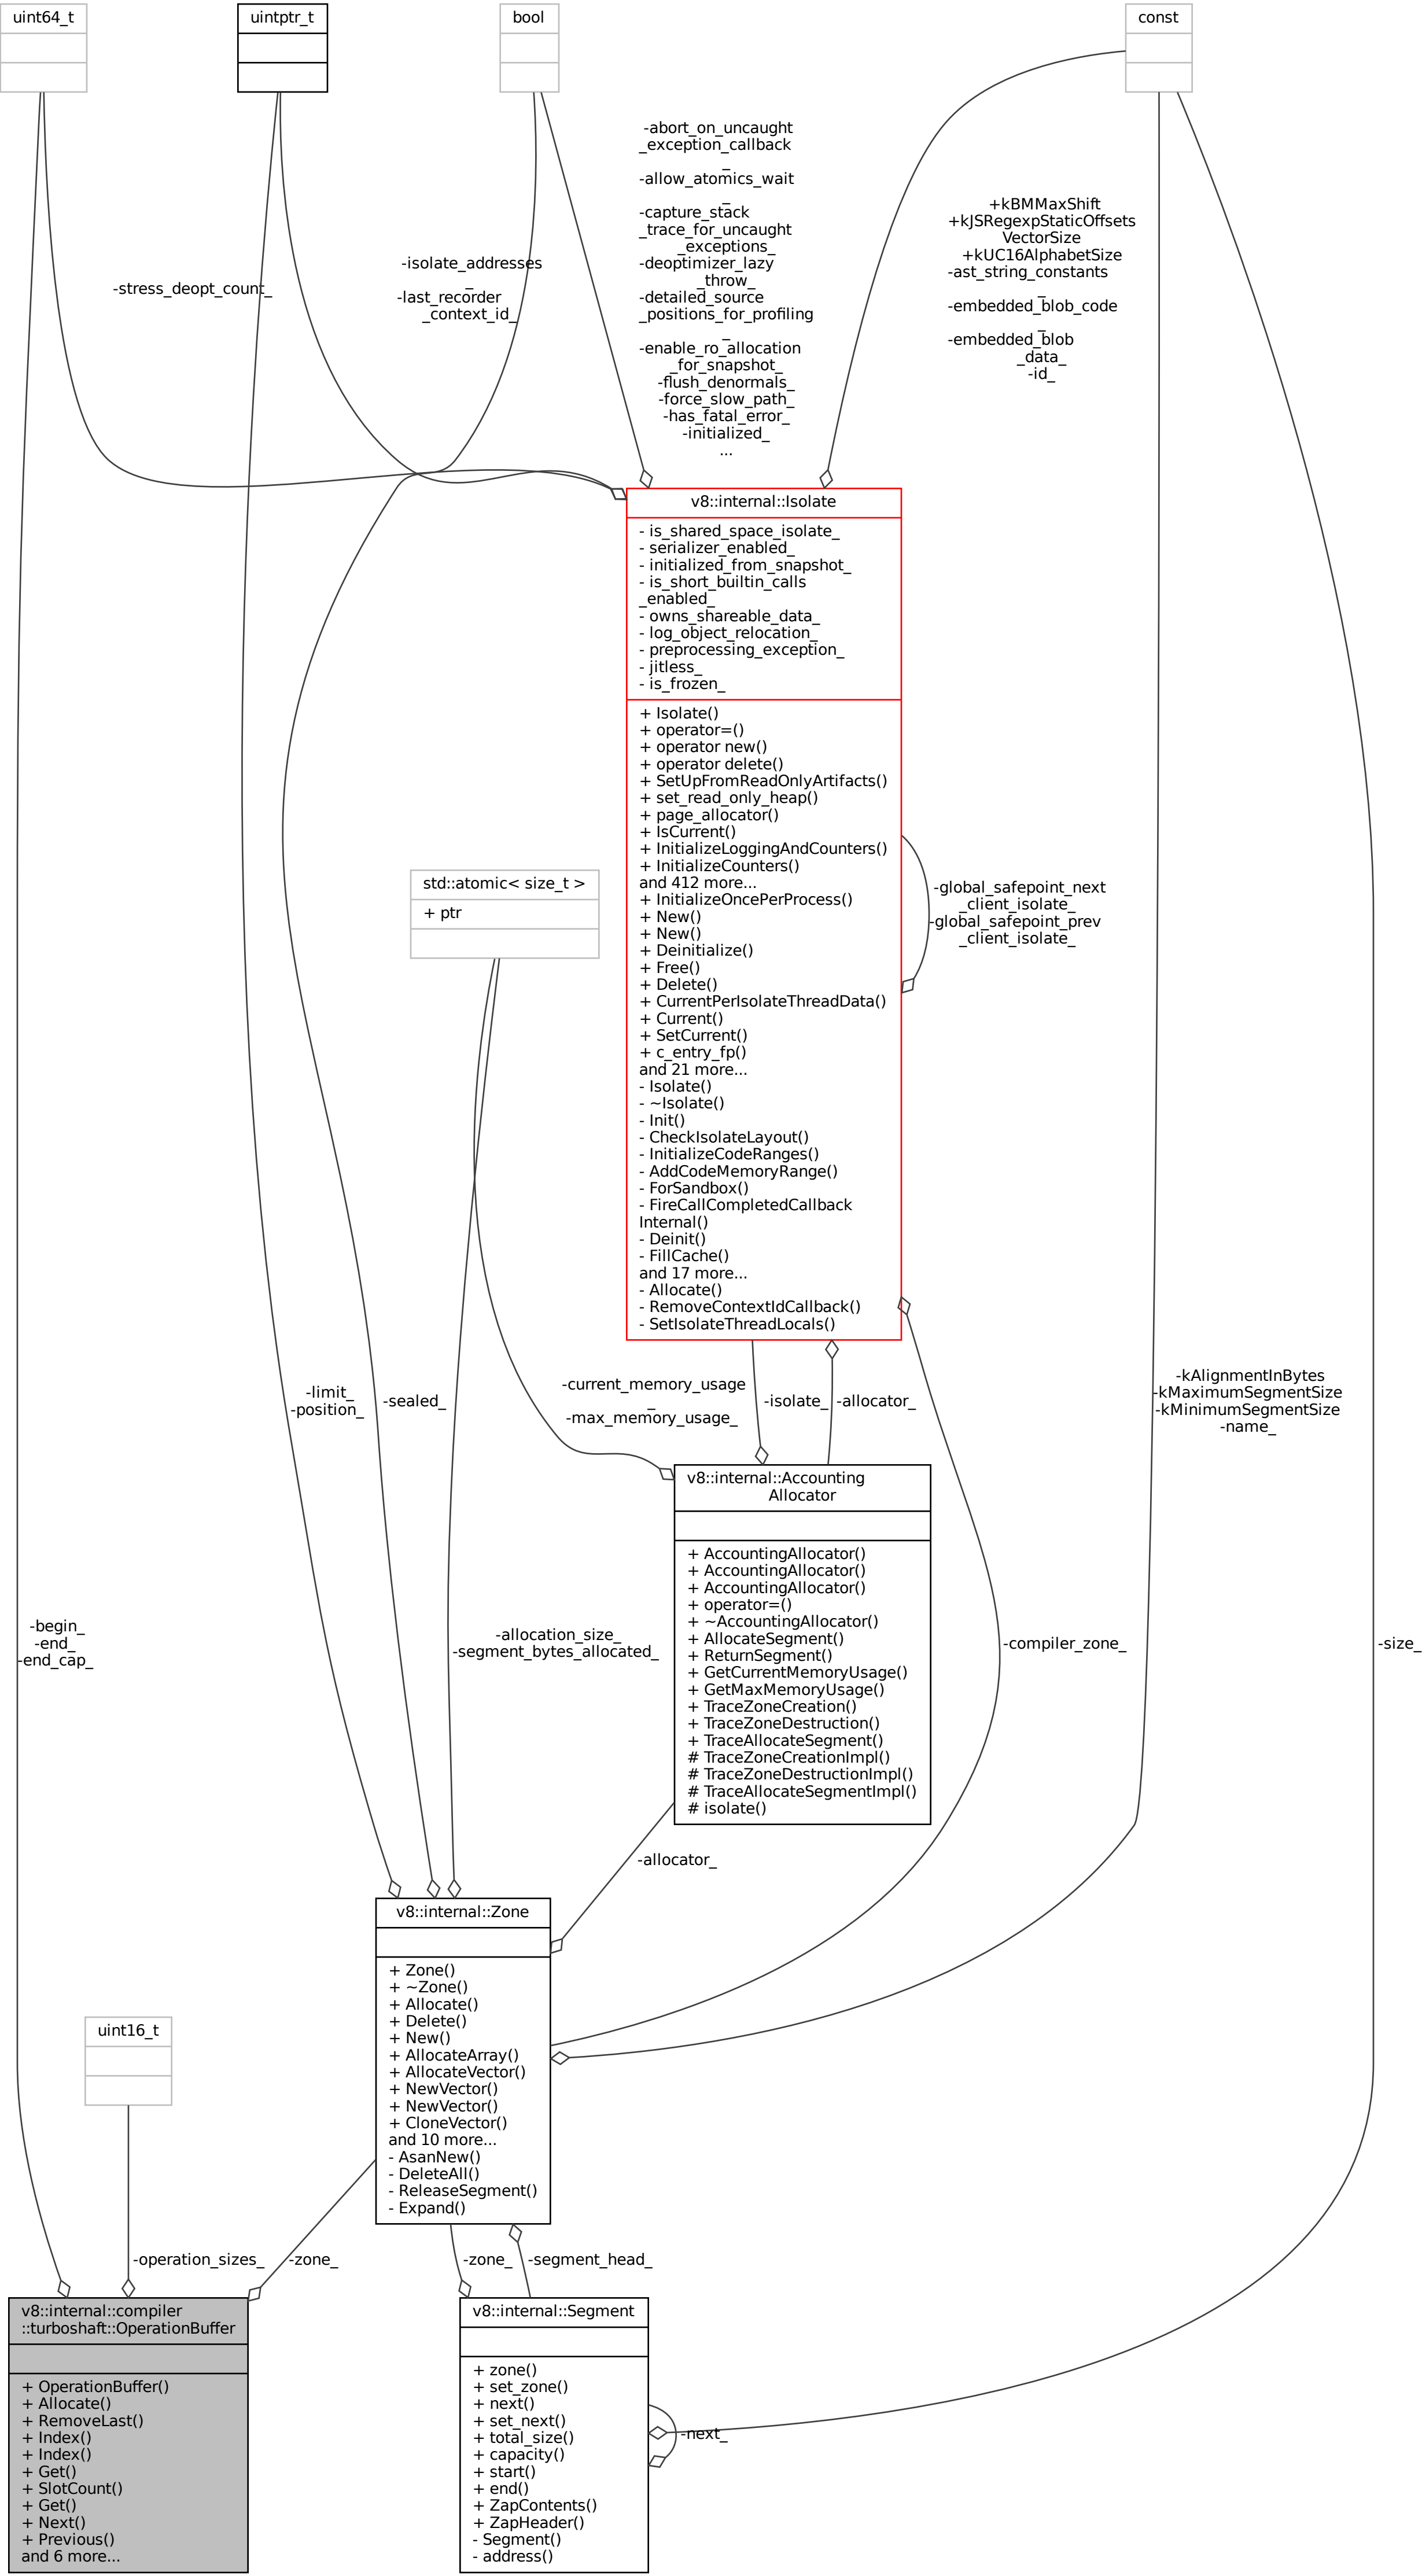 uint64_t
uintptr_t
bool
const
-abort_on_uncaught
_exception_callback
_
-allow_atomics_wait
_
-capture_stack
_trace_for_uncaught
_exceptions_
-deoptimizer_lazy
_throw_
-detailed_source
_positions_for_profiling
_
-enable_ro_allocation
_for_snapshot_
-flush_denormals_
-force_slow_path_
-has_fatal_error_
-initialized_
...
+kBMMaxShift
+kJSRegexpStaticOffsets
VectorSize
+kUC16AlphabetSize
-ast_string_constants
_
-embedded_blob_code
_
-embedded_blob
_data_
-id_
-stress_deopt_count_
-isolate_addresses
_
-last_recorder
_context_id_
v8::internal::Isolate
- is_shared_space_isolate_
- serializer_enabled_
- initialized_from_snapshot_
- is_short_builtin_calls
_enabled_
- owns_shareable_data_
- log_object_relocation_
- preprocessing_exception_
- jitless_
- is_frozen_
+ Isolate()
+ operator=()
+ operator new()
+ operator delete()
+ SetUpFromReadOnlyArtifacts()
+ set_read_only_heap()
+ page_allocator()
+ IsCurrent()
+ InitializeLoggingAndCounters()
+ InitializeCounters()
and 412 more...
+ InitializeOncePerProcess()
+ New()
+ New()
+ Deinitialize()
+ Free()
+ Delete()
+ CurrentPerIsolateThreadData()
+ Current()
+ SetCurrent()
+ c_entry_fp()
and 21 more...
- Isolate()
- ~Isolate()
- Init()
- CheckIsolateLayout()
- InitializeCodeRanges()
- AddCodeMemoryRange()
- ForSandbox()
- FireCallCompletedCallback
Internal()
- Deinit()
- FillCache()
and 17 more...
- Allocate()
- RemoveContextIdCallback()
- SetIsolateThreadLocals()
std::atomic< size_t >
+ ptr
-global_safepoint_next
_client_isolate_
-global_safepoint_prev
_client_isolate_
-limit_
-position_
-sealed_
-current_memory_usage
_
-max_memory_usage_
-isolate_
-allocator_
-kAlignmentInBytes
-kMaximumSegmentSize
-kMinimumSegmentSize
-name_
v8::internal::Accounting
Allocator
+ AccountingAllocator()
+ AccountingAllocator()
+ AccountingAllocator()
+ operator=()
+ ~AccountingAllocator()
+ AllocateSegment()
+ ReturnSegment()
+ GetCurrentMemoryUsage()
+ GetMaxMemoryUsage()
+ TraceZoneCreation()
+ TraceZoneDestruction()
+ TraceAllocateSegment()
# TraceZoneCreationImpl()
# TraceZoneDestructionImpl()
# TraceAllocateSegmentImpl()
# isolate()
-begin_
-end_
-end_cap_
-allocation_size_
-segment_bytes_allocated_
-compiler_zone_
-size_
-allocator_
v8::internal::Zone
+ Zone()
+ ~Zone()
+ Allocate()
+ Delete()
+ New()
+ AllocateArray()
+ AllocateVector()
+ NewVector()
+ NewVector()
+ CloneVector()
and 10 more...
- AsanNew()
- DeleteAll()
- ReleaseSegment()
- Expand()
uint16_t
-operation_sizes_
-zone_
-zone_
-segment_head_
v8::internal::compiler
::turboshaft::OperationBuffer
+ OperationBuffer()
+ Allocate()
+ RemoveLast()
+ Index()
+ Index()
+ Get()
+ SlotCount()
+ Get()
+ Next()
+ Previous()
and 6 more...
v8::internal::Segment
+ zone()
+ set_zone()
+ next()
+ set_next()
+ total_size()
+ capacity()
+ start()
+ end()
+ ZapContents()
+ ZapHeader()
- Segment()
- address()
-next_